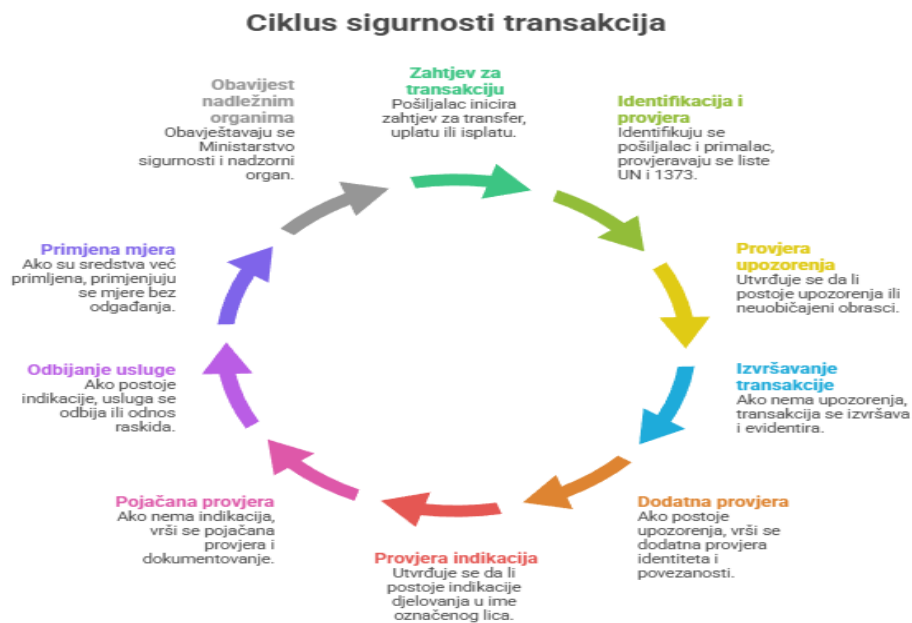 Ciklus sigurnosti transakcija
Zahtjev za
transakciju
Pošiljalac inicira
zahtjev za transfer,
uplatu ili isplatu.
Identifikacija i
provjera
Identifikuju se
pošiljalac i primalac,
provjeravaju se liste
UN i 1373.
Provjera
upozorenja
Utvrđuje se da li
postoje upozorenja ili
neuobičajeni obrasci.
Izvršavanje
transakcije
Ako nema upozorenja,
transakcija se izvršava
i evidentira.
Dodatna provjera
Ako postoje
upozorenja, vrši se
dodatna provjera
identiteta i
povezanosti.
Provjera indikacija
Utvrđuje se da li
postoje indikacije
djelovanja u ime
označenog lica.
Pojačana provjera
Ako nema indikacija,
vrši se pojačana
provjera i
dokumentovanje.
Odbijanje usluge
Ako postoje
indikacije, usluga se
odbija ili odnos
raskida.
Primjena mjera
Ako su sredstva već
primljena, primjenjuju
se mjere bez
odgađanja.
Obavijest
nadležnim
organima
Obavještavaju se
Ministarstvo
sigurnosti i nadzorni
organ.